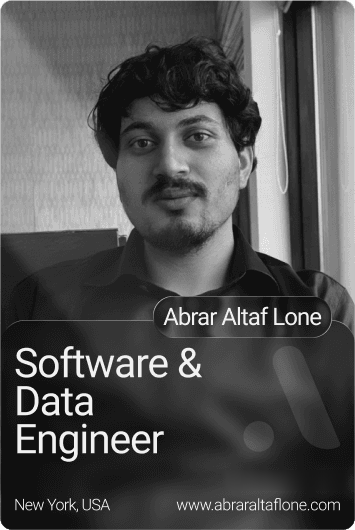 Abrar Altaf Lone
Software &
Data
Engineer
New York, USA
www.abraraltaflone.com